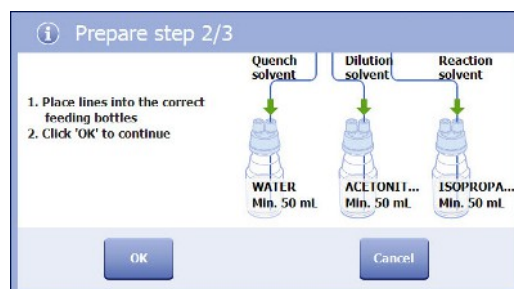 Prepare step 2/3
1. Place lines into the correct
feeding bottles
2. Click 'OK' to continue
Quench
solvent
Dilution
solvent
Reaction
solvent
WATER
Min. 50 mL
ACETONIT...
Min. 50 mL
ISOPROPA...
Min. 50 mL
OK
Cancel